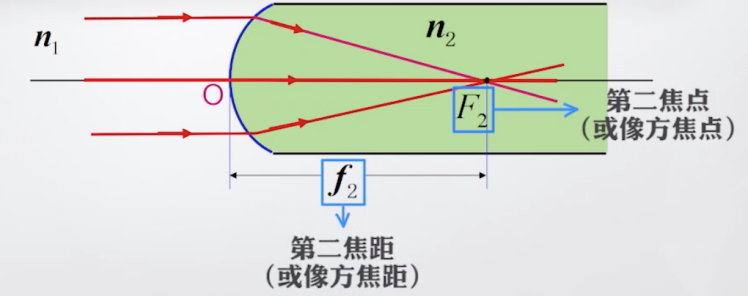 n₁
n₂
O
F₂
第二焦点
（或像方焦点）
f₂
第二焦距
（或像方焦距）